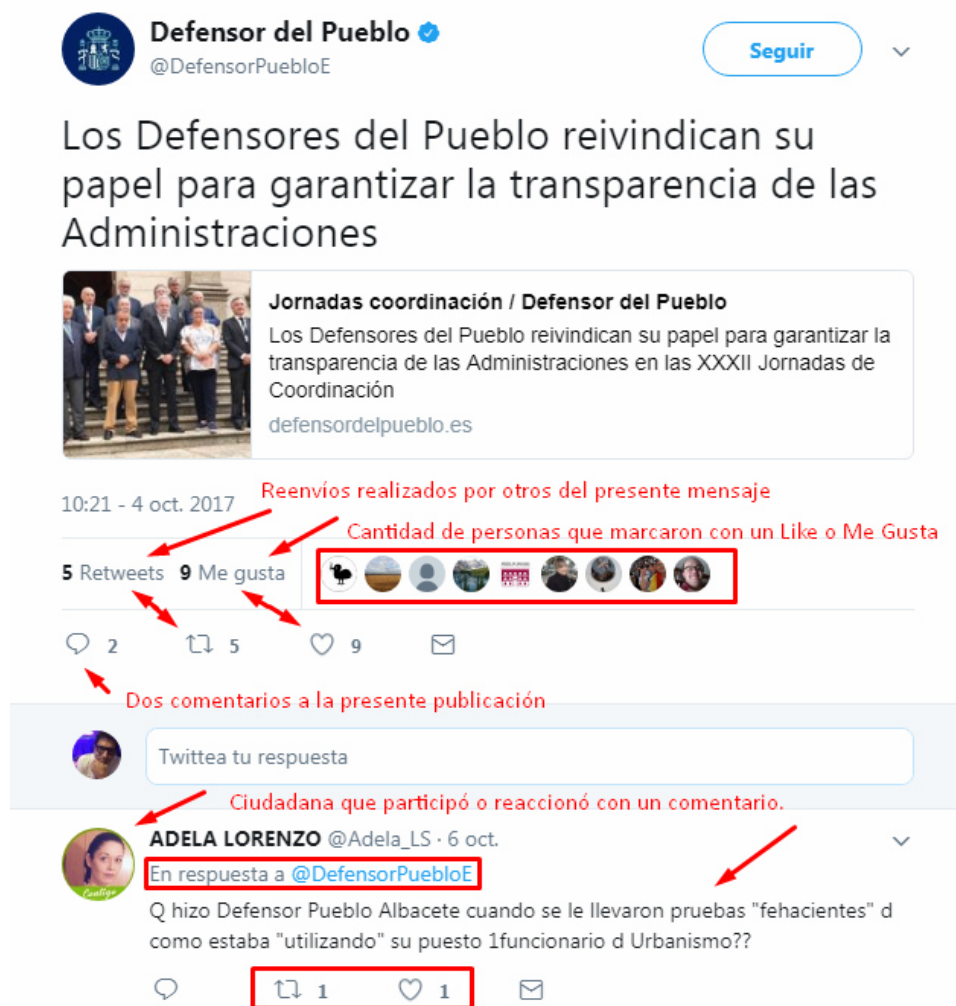 Defensor del Pueblo
@DefensorPuebloE
Seguir
Los Defensores del Pueblo reivindican su
papel para garantizar la transparencia de las
Administraciones
Jornadas coordinación / Defensor del Pueblo
Los Defensores del Pueblo reivindican su papel para garantizar la
transparencia de las Administraciones en las XXXII Jornadas de
Coordinación
defensordelpueblo.es
10:21 - 4 oct. 2017
Reenvíos realizados por otros del presente mensaje
Cantidad de personas que marcaron con un Like o Me Gusta
5 Retweets 9 Me gusta
2 5 9
Dos comentarios a la presente publicación
Twittea tu respuesta
Ciudadana que participó o reaccionó con un comentario.
ADELA LORENZO @Adela_LS · 6 oct.
En respuesta a @DefensorPuebloE
Contigo
Q hizo Defensor Pueblo Albacete cuando se le llevaron pruebas "fehacientes" d
como estaba "utilizando" su puesto 1funcionario d Urbanismo??
1 1